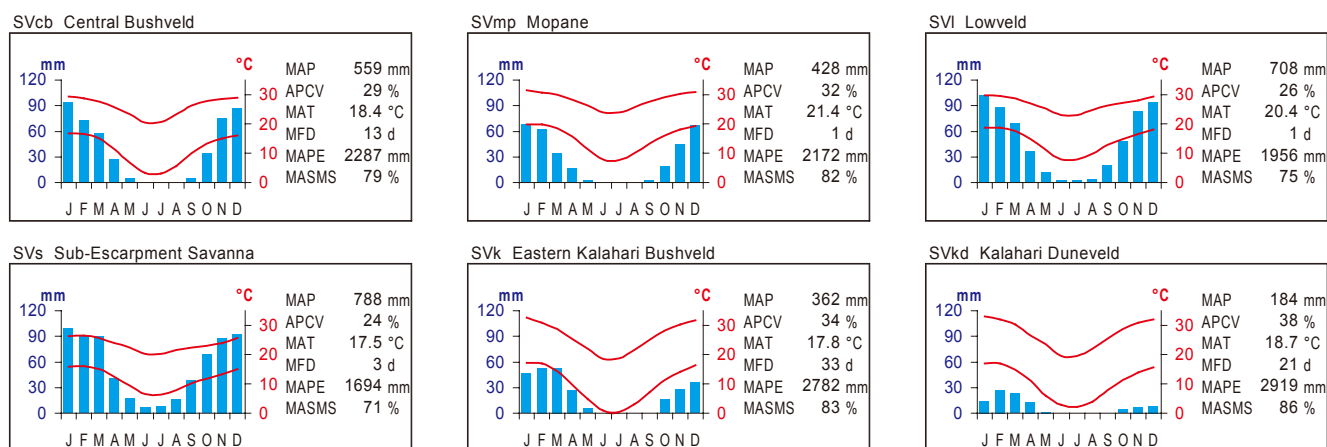 SVcb Central Bushveld
mm °C
120
90
60
30
0
30
20
10
0
J F M A M J J A S O N D
MAP 559 mm
APCV 29 %
MAT 18.4 °C
MFD 13 d
MAPE 2287 mm
MASMS 79 %
SVmp Mopane
mm °C
120
90
60
30
0
30
20
10
0
J F M A M J J A S O N D
MAP 428 mm
APCV 32 %
MAT 21.4 °C
MFD 1 d
MAPE 2172 mm
MASMS 82 %
SVl Lowveld
mm °C
120
90
60
30
0
30
20
10
0
J F M A M J J A S O N D
MAP 708 mm
APCV 26 %
MAT 20.4 °C
MFD 1 d
MAPE 1956 mm
MASMS 75 %
SVs Sub-Escarpment Savanna
mm °C
120
90
60
30
0
30
20
10
0
J F M A M J J A S O N D
MAP 788 mm
APCV 24 %
MAT 17.5 °C
MFD 3 d
MAPE 1694 mm
MASMS 71 %
SVk Eastern Kalahari Bushveld
mm °C
120
90
60
30
0
30
20
10
0
J F M A M J J A S O N D
MAP 362 mm
APCV 34 %
MAT 17.8 °C
MFD 33 d
MAPE 2782 mm
MASMS 83 %
SVkd Kalahari Duneveld
mm °C
120
90
60
30
0
30
20
10
0
J F M A M J J A S O N D
MAP 184 mm
APCV 38 %
MAT 18.7 °C
MFD 21 d
MAPE 2919 mm
MASMS 86 %